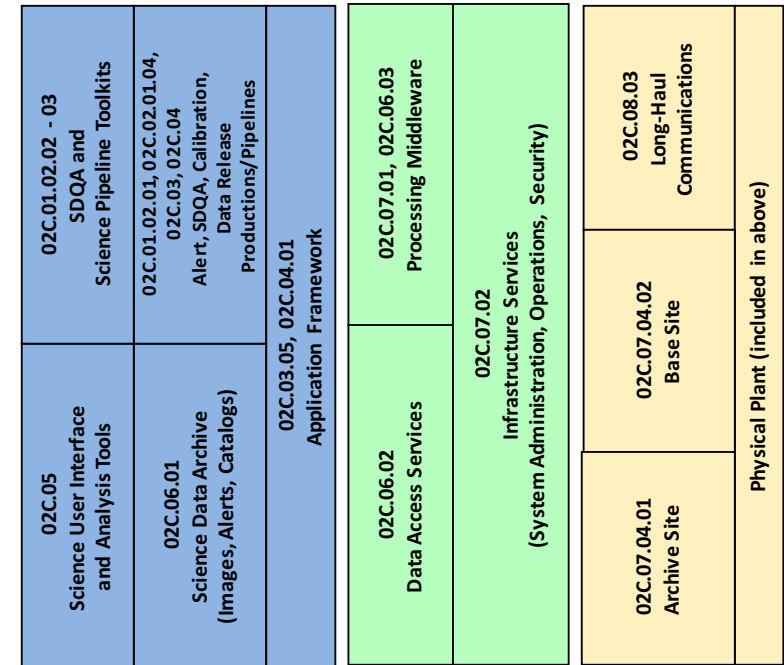 02C.05
Science User Interface
and Analysis Tools
02C.01.02.02 - 03
SDQA and
Science Pipeline Toolkits
02C.06.01
Science Data Archive
(Images, Alerts, Catalogs)
02C.01.02.01, 02C.02.01.04,
02C.03, 02C.04
Alert, SDQA, Calibration,
Data Release
Productions/Pipelines
02C.03.05, 02C.04.01
Application Framework
02C.06.02
Data Access Services
02C.07.01, 02C.06.03
Processing Middleware
02C.07.02
Infrastructure Services
(System Administration, Operations, Security)
02C.07.04.01
Archive Site
02C.07.04.02
Base Site
02C.08.03
Long-Haul
Communications
Physical Plant (included in above)